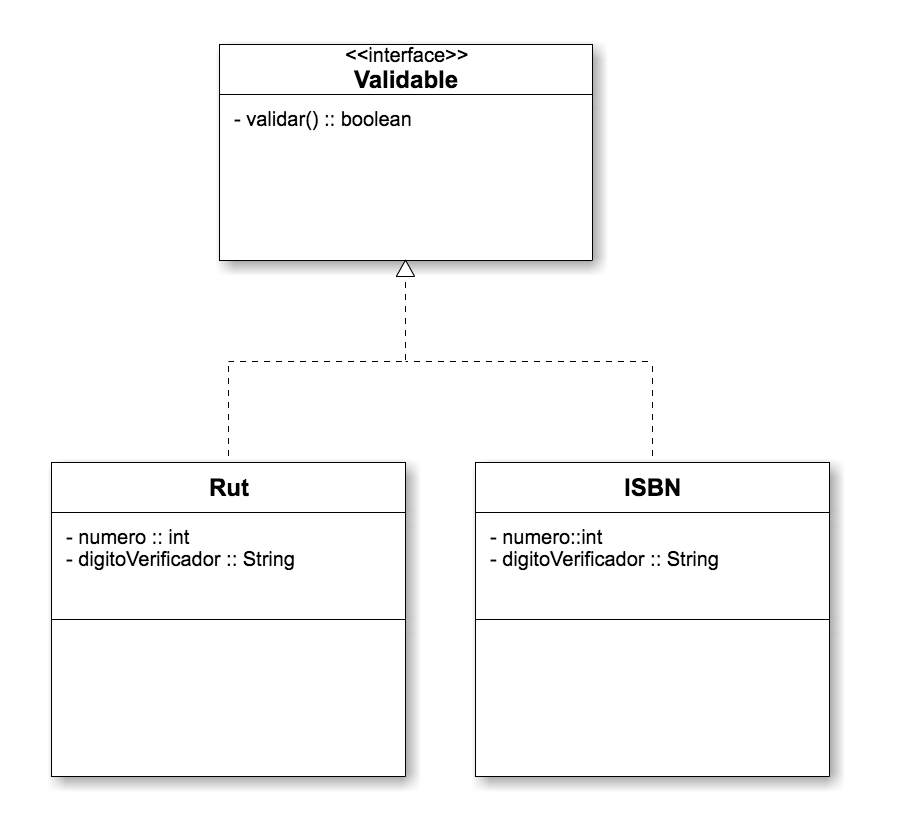 <<interface>>
Validable
- validar() :: boolean
Rut
- numero :: int
- digitoVerificador :: String
ISBN
- numero::int
- digitoVerificador :: String